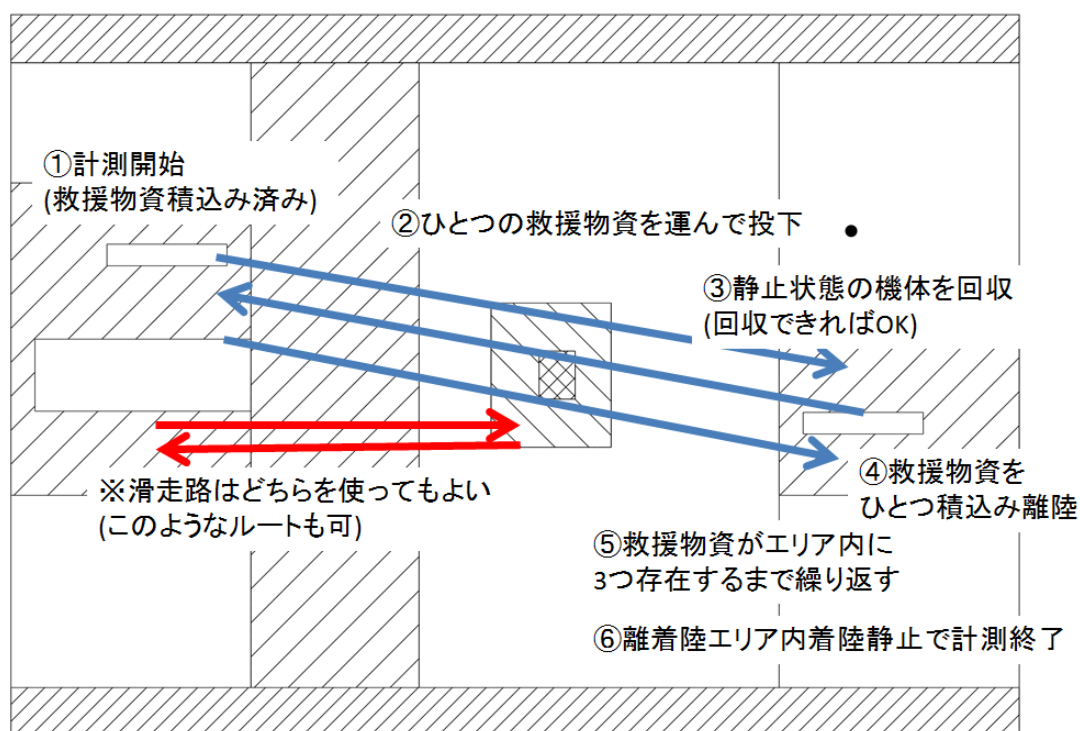 ①計測開始
(救援物資積込み済み)
②ひとつの救援物資を運んで投下
③静止状態の機体を回収
(回収できればOK)
④救援物資を
ひとつ積込み離陸
※滑走路はどちらを使ってもよい
(このようなルートも可)
⑤救援物資がエリア内に
3つ存在するまで繰り返す
⑥離着陸エリア内着陸静止で計測終了